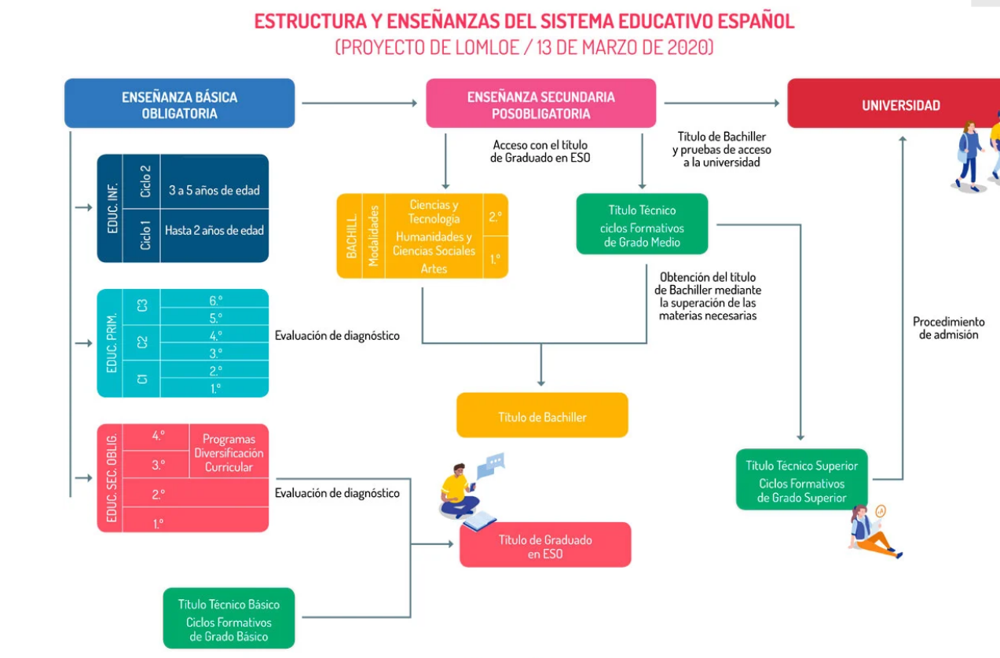 ESTRUCTURA Y ENSEÑANZAS DEL SISTEMA EDUCATIVO ESPAÑOL
(PROYECTO DE LOMLOE / 13 DE MARZO DE 2020)
ENSEÑANZA BÁSICA
OBLIGATORIA
ENSEÑANZA SECUNDARIA
POSOBLIGATORIA
UNIVERSIDAD
EDUC. INF.
Ciclo 2
3 a 5 años de edad
Ciclo 1
Hasta 2 años de edad
Acceso con el título
de Graduado en ESO
Título de Bachiller
y pruebas de acceso
a la universidad
BACHILL.
Modalidades
Ciencias y
Tecnología
Humanidades y
Ciencias Sociales
Artes
2.º
1.º
Título Técnico
ciclos Formativos
de Grado Medio
Obtención del título
de Bachiller mediante
la superación de las
materias necesarias
Procedimiento
de admisión
EDUC. PRIM.
C3
6.º
5.º
C2
4.º
3.º
C1
2.º
1.º
Evaluación de diagnóstico
Título de Bachiller
EDUC. SEC. OBLIG.
4.º
3.º
Programas
Diversificación
Curricular
2.º
1.º
Evaluación de diagnóstico
Título Técnico Superior
Ciclos Formativos
de Grado Superior
Título de Graduado
en ESO
Título Técnico Básico
Ciclos Formativos
de Grado Básico